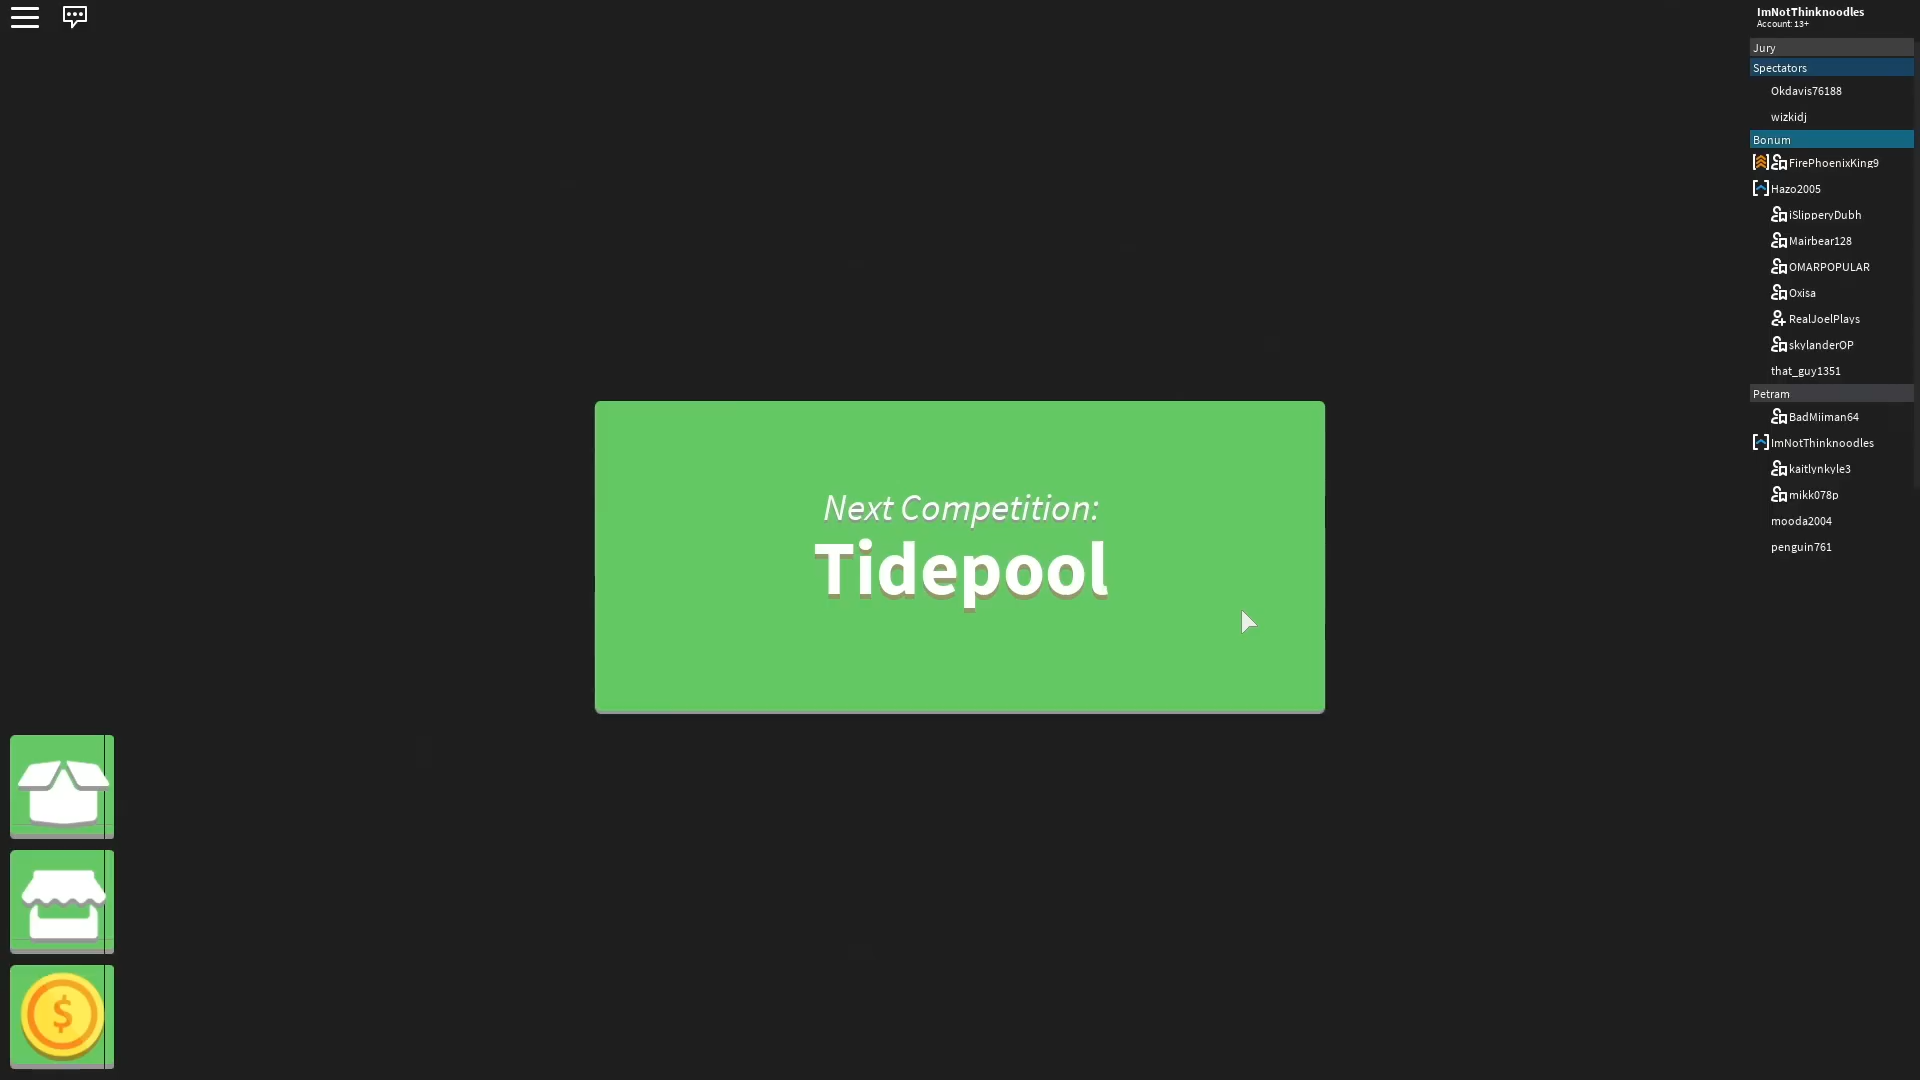 ImNotThinknoodles
Account: 13+
Jury
Spectators
Okdavis76188
wizkidj
Bonum
FirePhoenixKing9
Hazo2005
iSlipperyDubh
Mairbear128
OMARPOPULAR
Oxisa
RealJoelPlays
skylanderOP
that_guy1351
Petram
BadMiiman64
ImNotThinknoodles
kaitlynkyle3
mikk078p
mooda2004
penguin761
Next Competition:
Tidepool
$